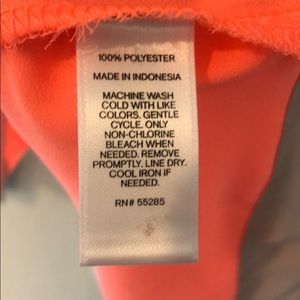 100% POLYESTER
MADE IN INDONESIA
MACHINE WASH
COLD WITH LIKE
COLORS. GENTLE
CYCLE. ONLY
NON-CHLORINE
BLEACH WHEN
NEEDED. REMOVE
PROMPTLY. LINE DRY.
COOL IRON IF
NEEDED.
RN# 55285